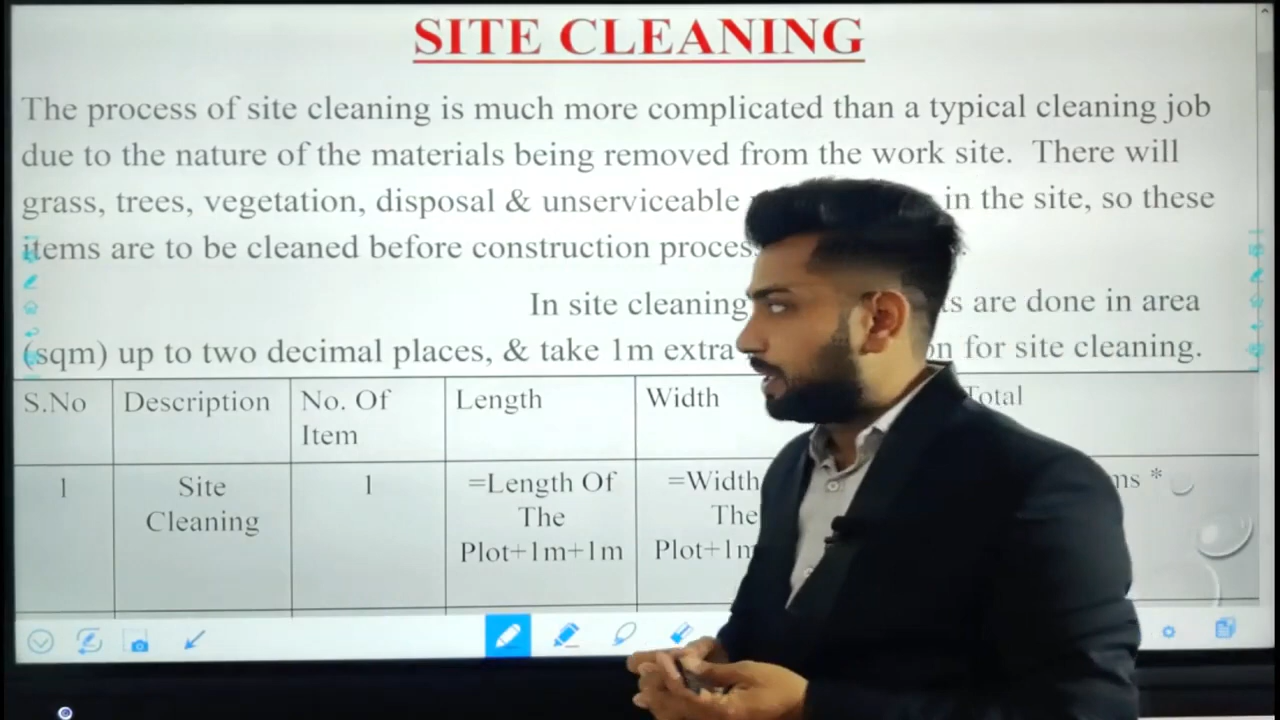 SITE CLEANING
The process of site cleaning is much more complicated than a typical cleaning job
due to the nature of the materials being removed from the work site. There will
grass, trees, vegetation, disposal & unserviceable in the site, so these
items are to be cleaned before construction
In site cleaning are done in area
(sqm) up to two decimal places, & take 1m extra for site cleaning.
S.No Description No. Of Item Length Width Total
1 Site Cleaning 1 =Length Of The Plot+1m+1m =Width The Plot+1m *